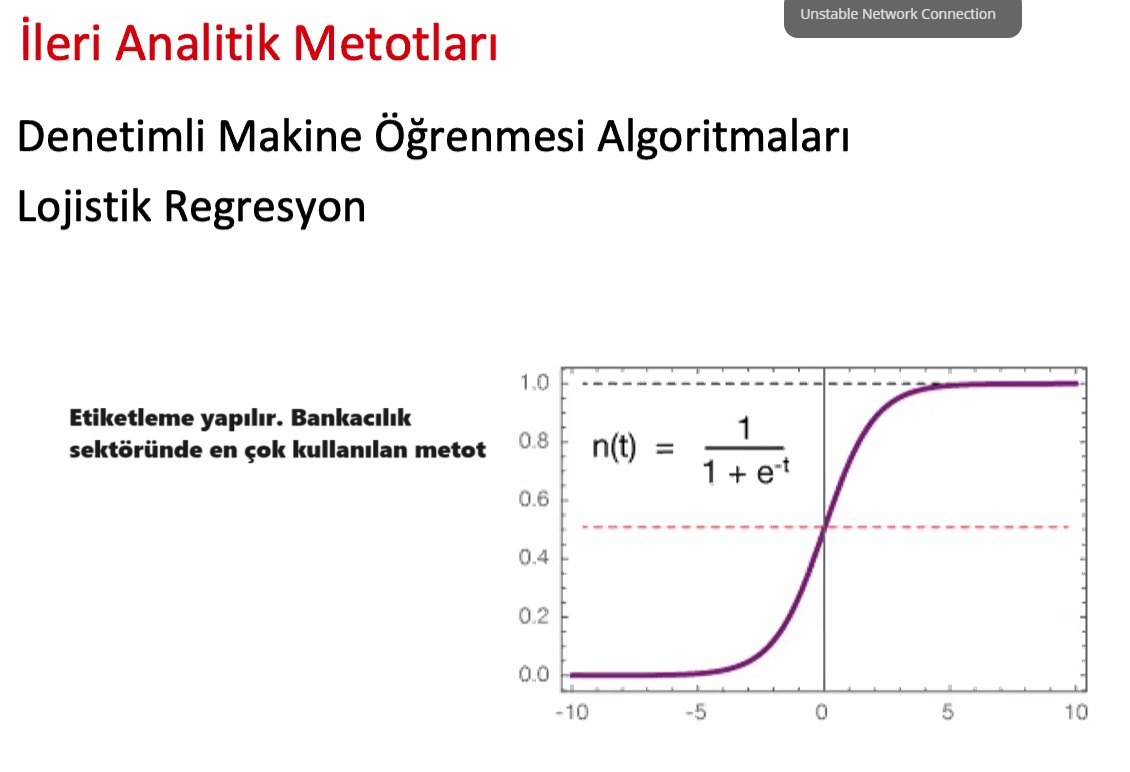 Unstable Network Connection
İleri Analitik Metotları
Denetimli Makine Öğrenmesi Algoritmaları
Lojistik Regresyon
Etiketleme yapılır. Bankacılık
sektöründe en çok kullanılan metot
1.0
0.8
0.6
0.4
0.2
0.0
n(t) = 1 / 1 + e^-t
-10 -5 0 5 10